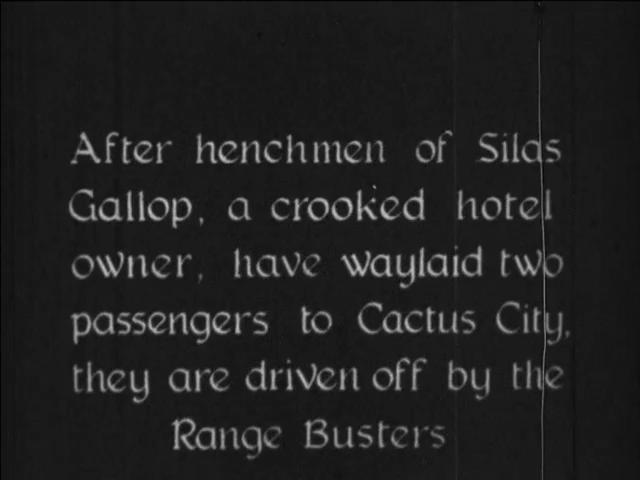 After henchmen of Silas
Gallop, a crooked hotel
owner, have waylaid two
passengers to Cactus City,
they are driven off by the
Range Busters